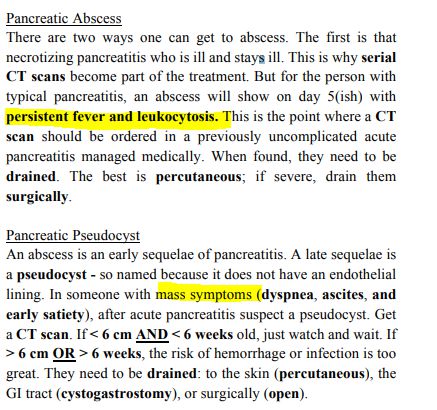 Pancreatic Abscess
There are two ways one can get to abscess. The first is that
necrotizing pancreatitis who is ill and stays ill. This is why serial
CT scans become part of the treatment. But for the person with
typical pancreatitis, an abscess will show on day 5(ish) with
persistent fever and leukocytosis. This is the point where a CT
scan should be ordered in a previously uncomplicated acute
pancreatitis managed medically. When found, they need to be
drained. The best is percutaneous; if severe, drain them
surgically.
Pancreatic Pseudocyst
An abscess is an early sequelae of pancreatitis. A late sequelae is
a pseudocyst - so named because it does not have an endothelial
lining. In someone with mass symptoms (dyspnea, ascites, and
early satiety), after acute pancreatitis suspect a pseudocyst. Get
a CT scan. If < 6 cm AND < 6 weeks old, just watch and wait. If
> 6 cm OR > 6 weeks, the risk of hemorrhage or infection is too
great. They need to be drained: to the skin (percutaneous), the
GI tract (cystogastrostomy), or surgically (open).